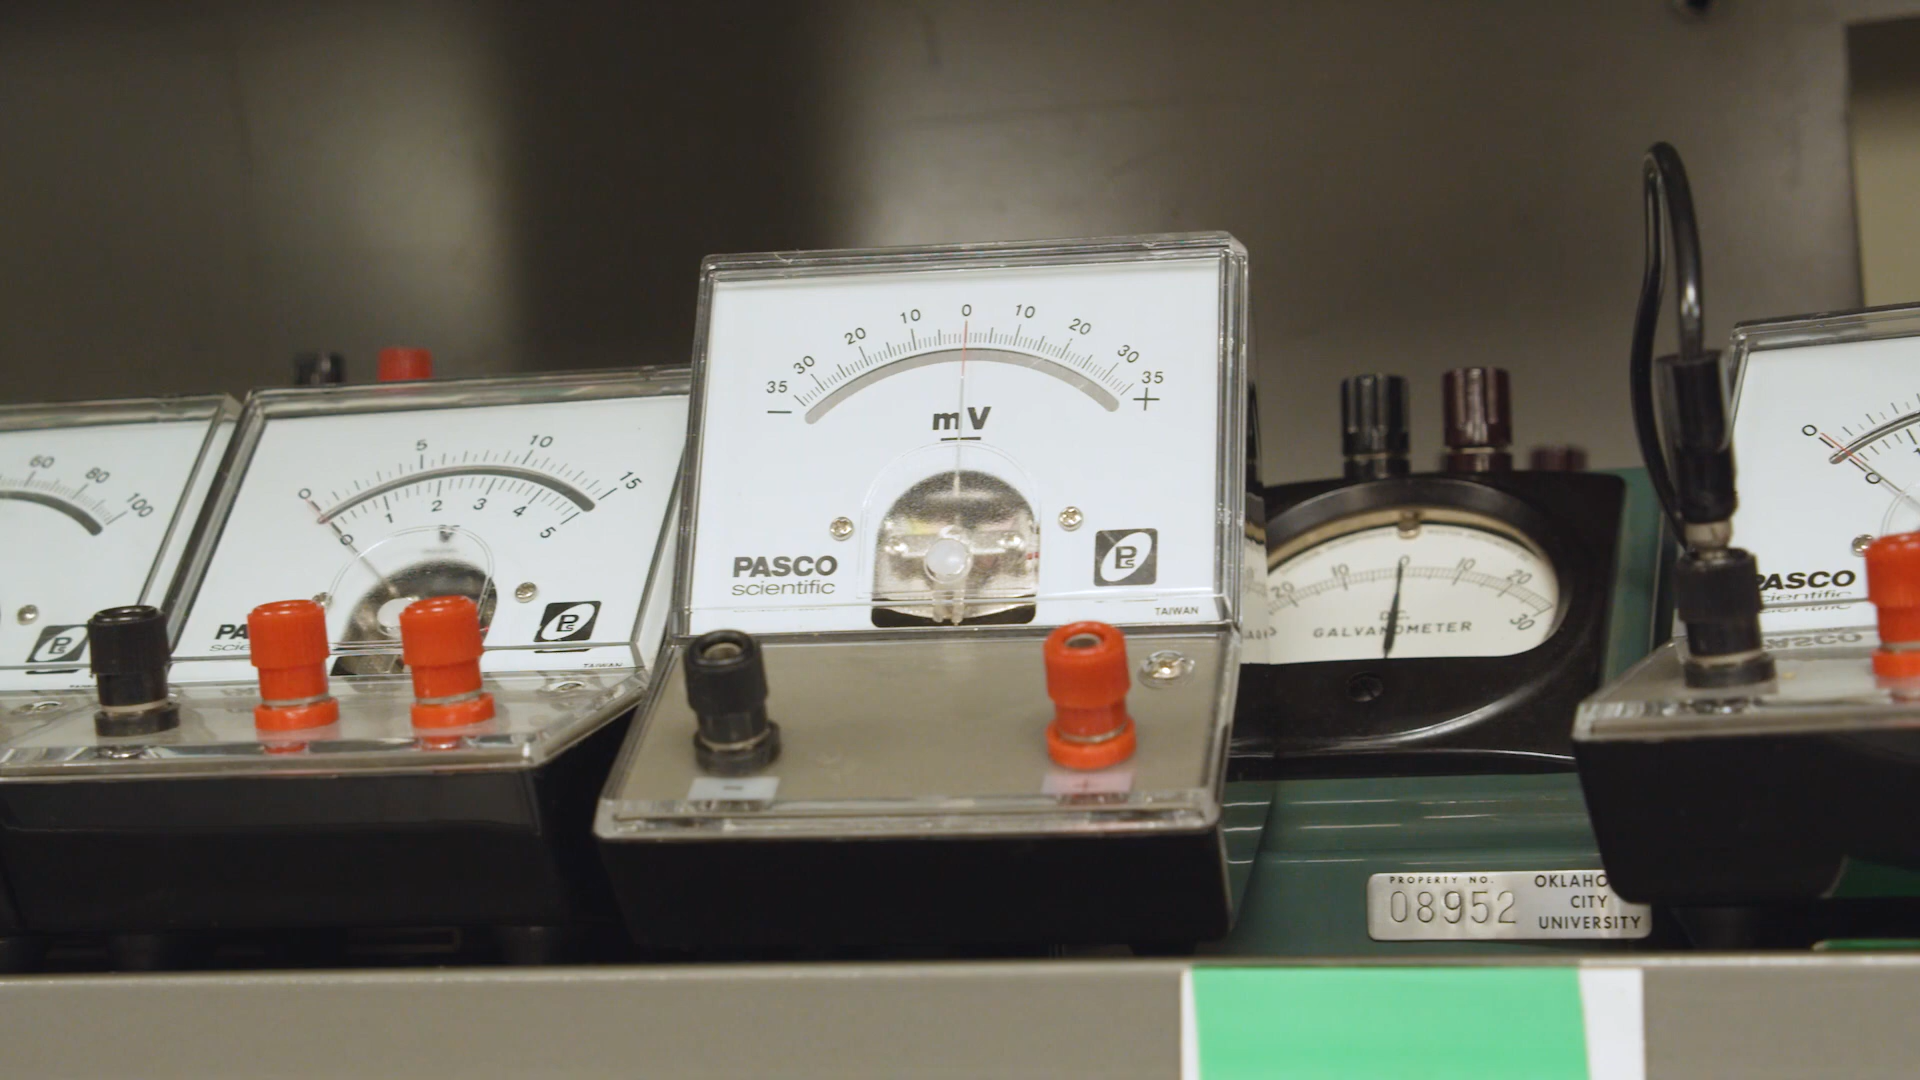 60 80 100
0 5 10 15
0 1 2 3 4 5
V
TAIWAN
35 30 20 10 0 10 20 30 35
− +
mV
PASCO
scientific
TAIWAN
20 10 0 10 20 30
D.C.
GALVANOMETER
0
0
PASCO
scientific
PROPERTY NO.
08952
OKLAHO
CITY
UNIVERSITY